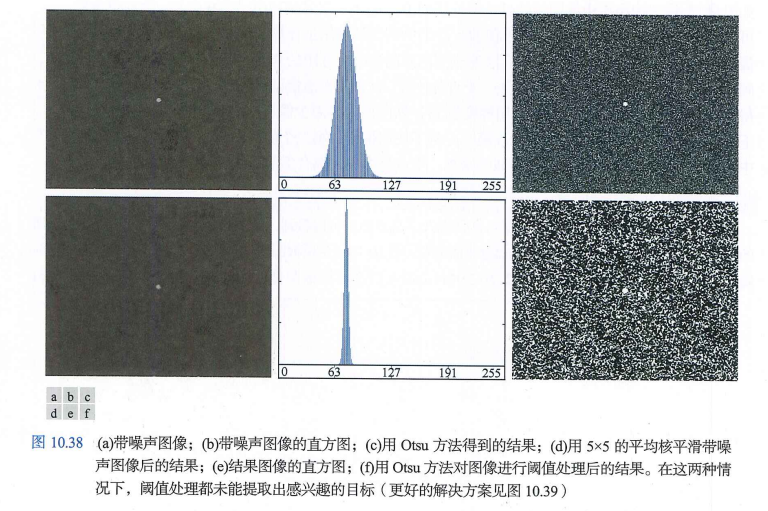 0 63 127 191 255
0 63 127 191 255
a b c
d e f
图 10.38 (a)带噪声图像；(b)带噪声图像的直方图；(c)用 Otsu 方法得到的结果；(d)用 5×5 的平均核平滑带噪
声图像后的结果；(e)结果图像的直方图；(f)用 Otsu 方法对图像进行阈值处理后的结果。在这两种情
况下，阈值处理都未能提取出感兴趣的目标（更好的解决方案见图 10.39）